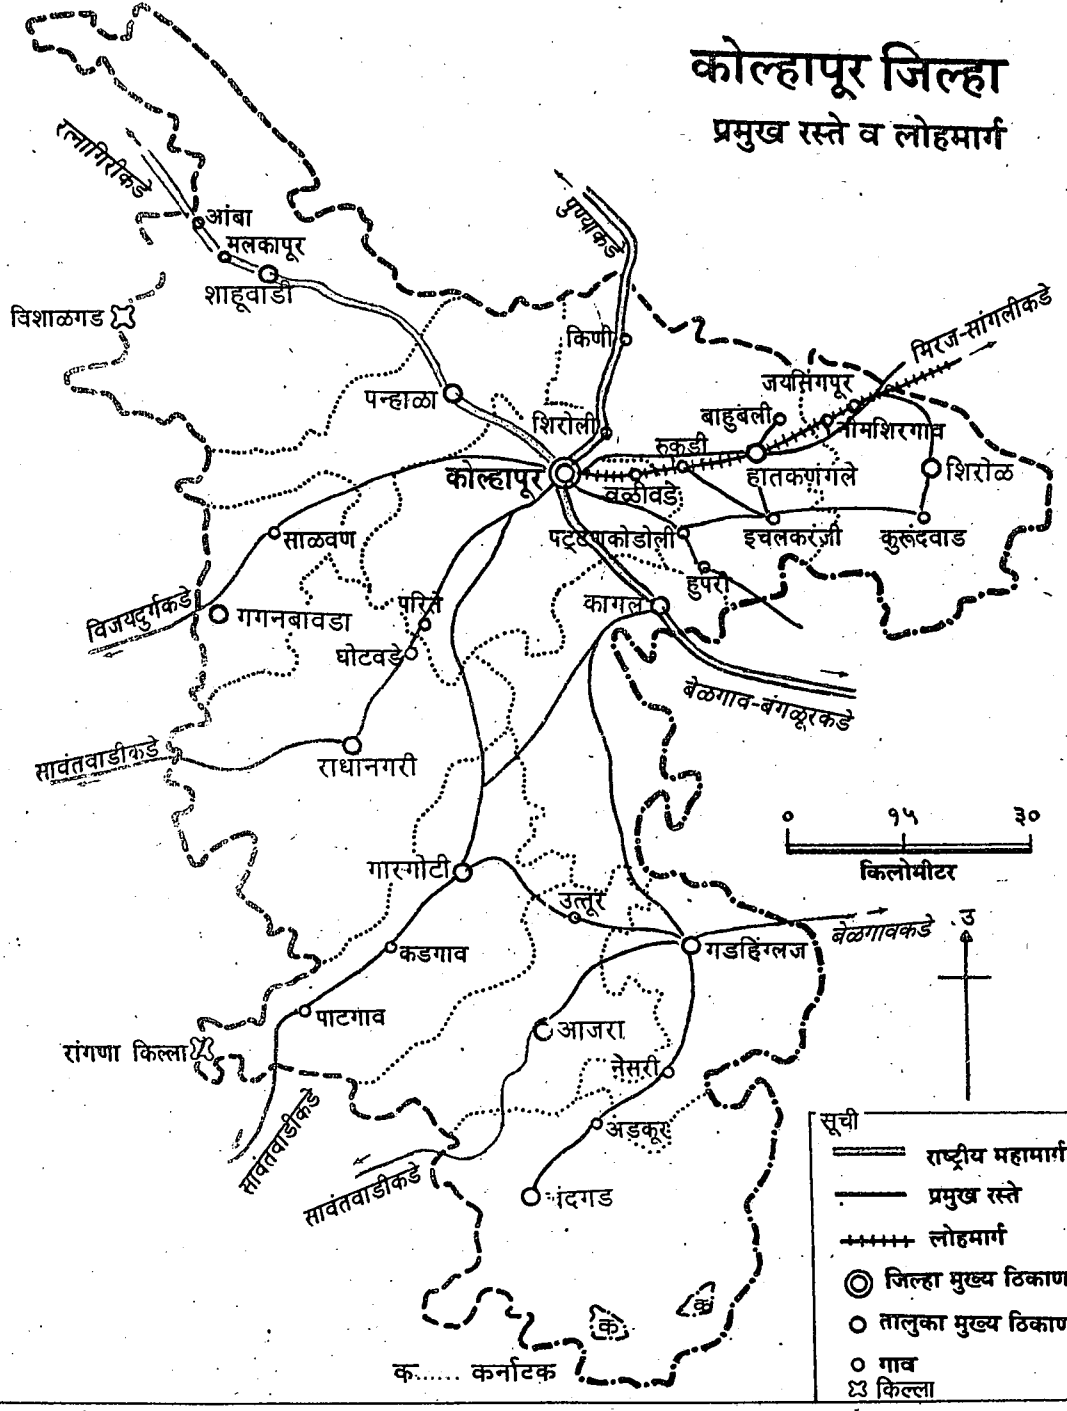 कोल्हापूर जिल्हा
प्रमुख रस्ते व लोहमार्ग
रत्नागिरीकडे
आंबा
मलकापूर
शाहूवाडी
विशाळगड
पुण्याकडे
किणी
मिरज-सांगलीकडे
जयसिंगपूर
पन्हाळा
बाहुबली
शिरोली
नीमशिरगाव
रुकडी
कोल्हापूर
हातकणंगले
शिरोळ
वळीवडे
साळवण
पट्टणकोडोली
इचलकरंजी
कुरूंदवाड
हुपरी
विजयदुर्गकडे
गगनबावडा
परिते
कागल
घोटवडे
बेळगाव-बंगळूरकडे
सावंतवाडीकडे
राधानगरी
० १५ ३०
किलोमीटर
गारगोटी
उत्तूर
उ
बेळगावकडे
कडगाव
गडहिंग्लज
पाटगाव
आजरा
रांगणा किल्ला
नेसरी
सावंतवाडीकडे
अडकूर
सावंतवाडीकडे
ंदगड
सूची
राष्ट्रीय महामार्ग
प्रमुख रस्ते
लोहमार्ग
जिल्हा मुख्य ठिकाण
तालुका मुख्य ठिकाण
गाव
किल्ला
क
क
क...... कर्नाटक